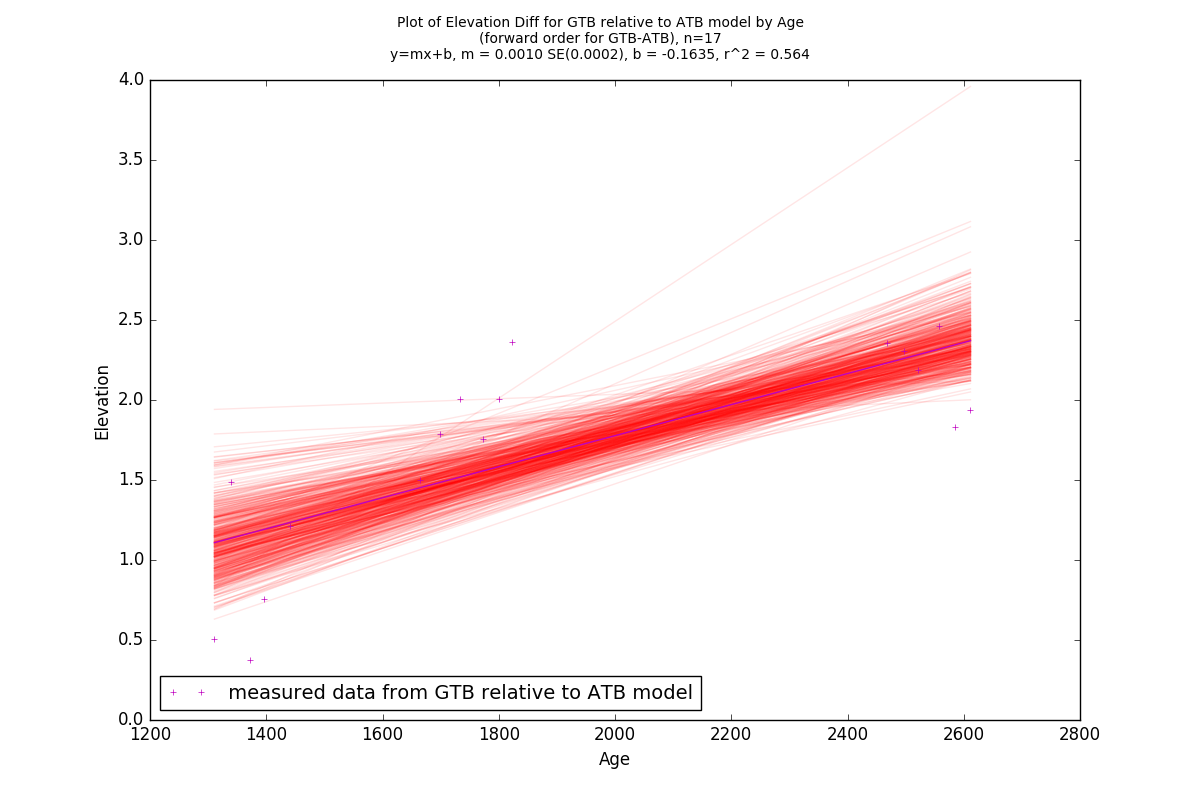 Plot of Elevation Diff for GTB relative to ATB model by Age
(forward order for GTB-ATB), n=17
y=mx+b, m = 0.0010 SE(0.0002), b = -0.1635, r^2 = 0.564
4.0
3.5
3.0
2.5
2.0
1.5
1.0
0.5
0.0
Elevation
measured data from GTB relative to ATB model
1200 1400 1600 1800 2000 2200 2400 2600 2800
Age